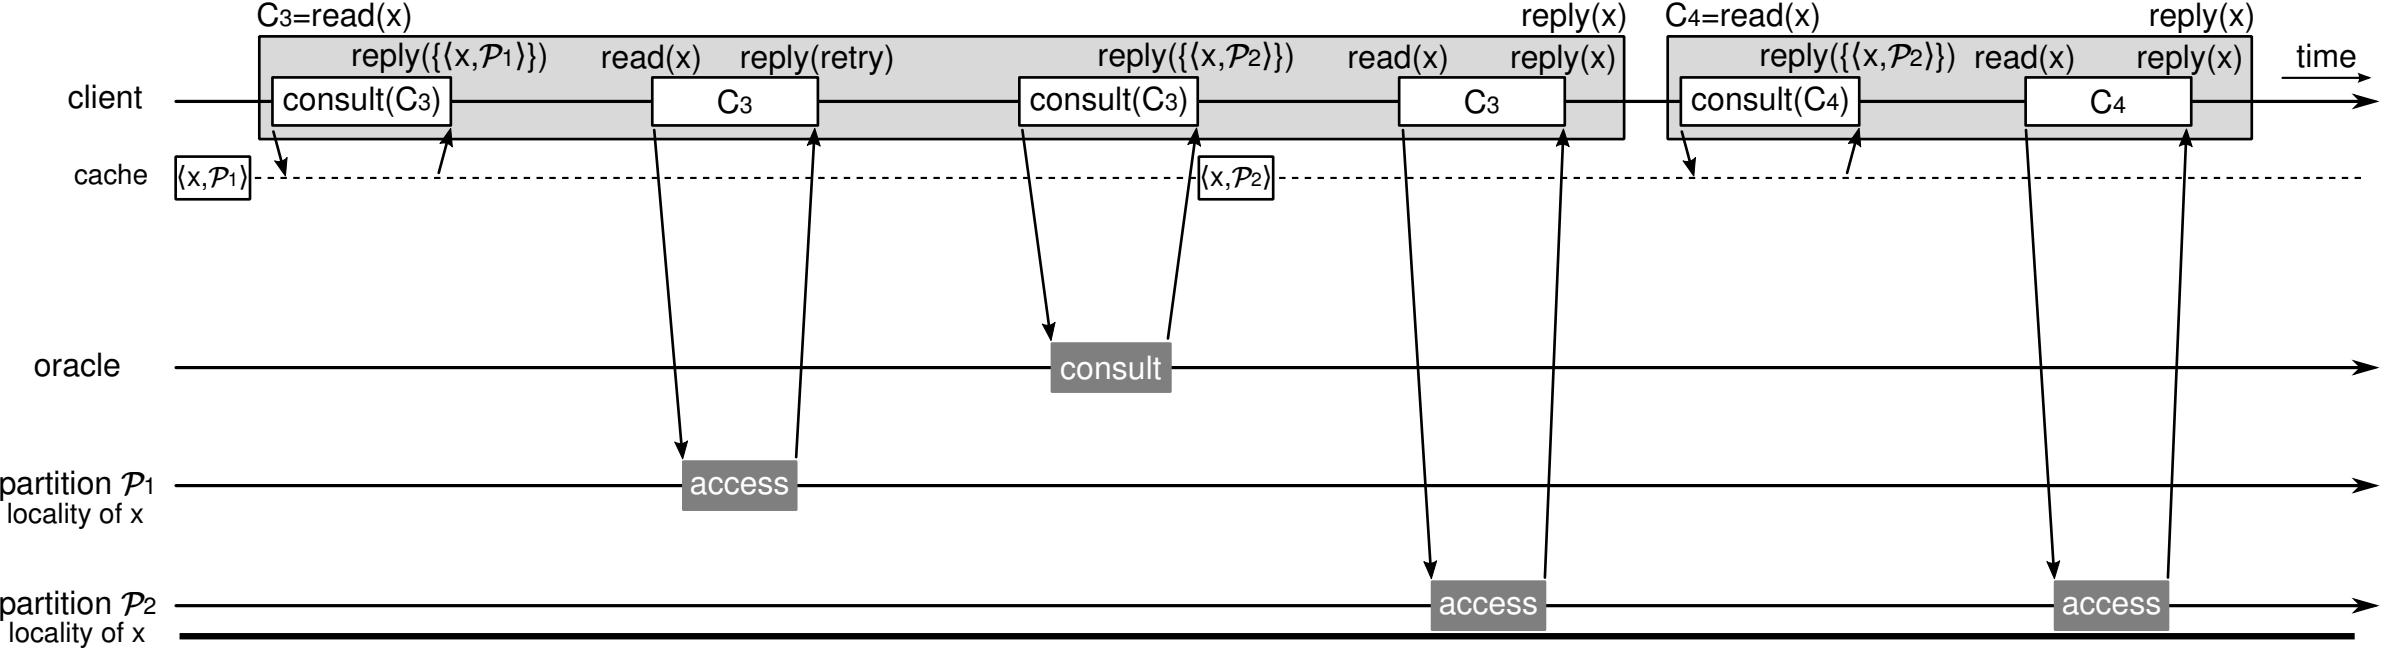 C3=read(x)
reply(x)
C4=read(x)
reply(x)
reply({⟨x,𝒫1⟩})
read(x)
reply(retry)
reply({⟨x,𝒫2⟩})
read(x)
reply(x)
reply({⟨x,𝒫2⟩})
read(x)
reply(x)
time
client
consult(C3)
C3
consult(C3)
C3
consult(C4)
C4
cache
⟨x,𝒫1⟩
⟨x,𝒫2⟩
oracle
consult
partition 𝒫1
locality of x
access
partition 𝒫2
locality of x
access
access